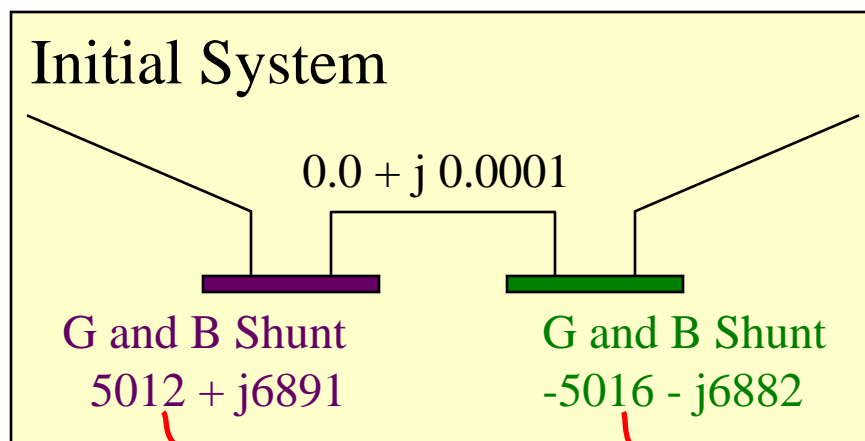 Initial System
0.0 + j 0.0001
G and B Shunt
5012 + j6891
G and B Shunt
-5016 - j6882